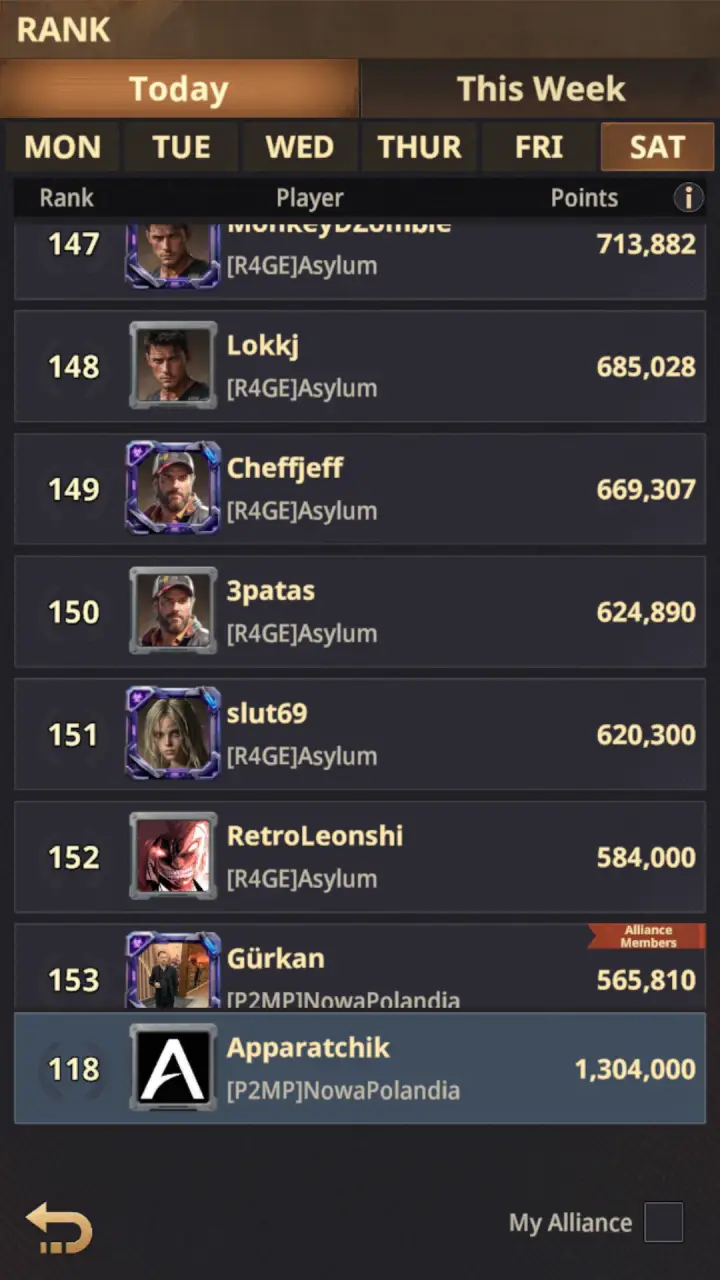 RANK
Today
This Week
MON
TUE
WED
THUR
FRI
SAT
Rank
Player
Points
i
147
MonkeyDZombie
[R4GE]Asylum
713,882
148
Lokkj
[R4GE]Asylum
685,028
149
Cheffjeff
[R4GE]Asylum
669,307
150
3patas
[R4GE]Asylum
624,890
151
slut69
[R4GE]Asylum
620,300
152
RetroLeonshi
[R4GE]Asylum
584,000
Alliance
Members
153
Gürkan
[P2MP]NowaPolandia
565,810
118
Apparatchik
[P2MP]NowaPolandia
1,304,000
My Alliance